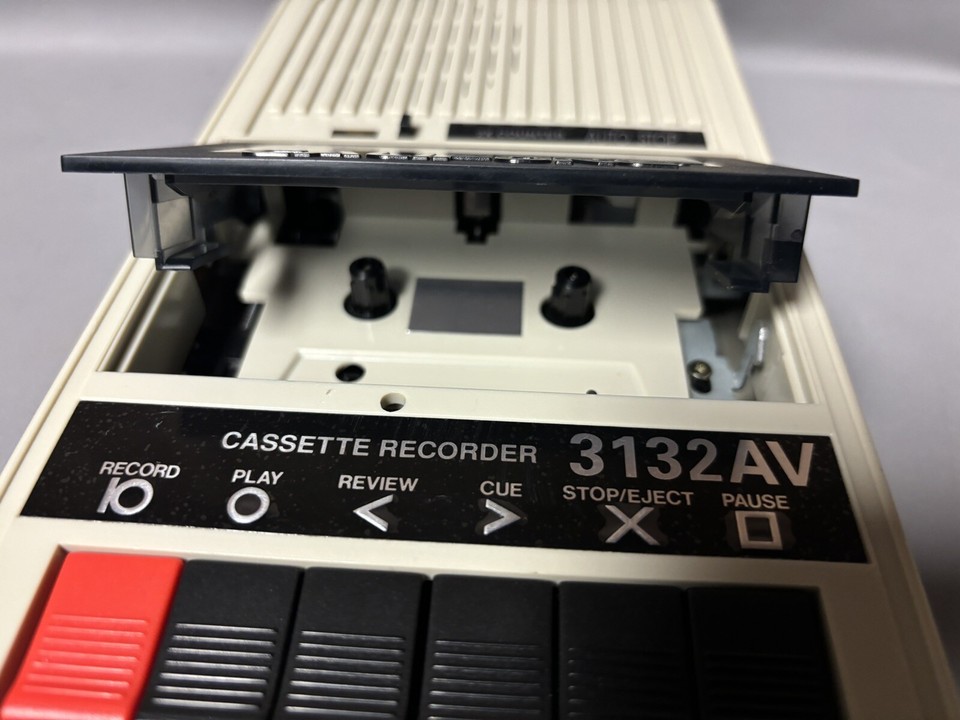 CASSETTE RECORDER 3132AV
RECORD PLAY REVIEW CUE STOP/EJECT PAUSE